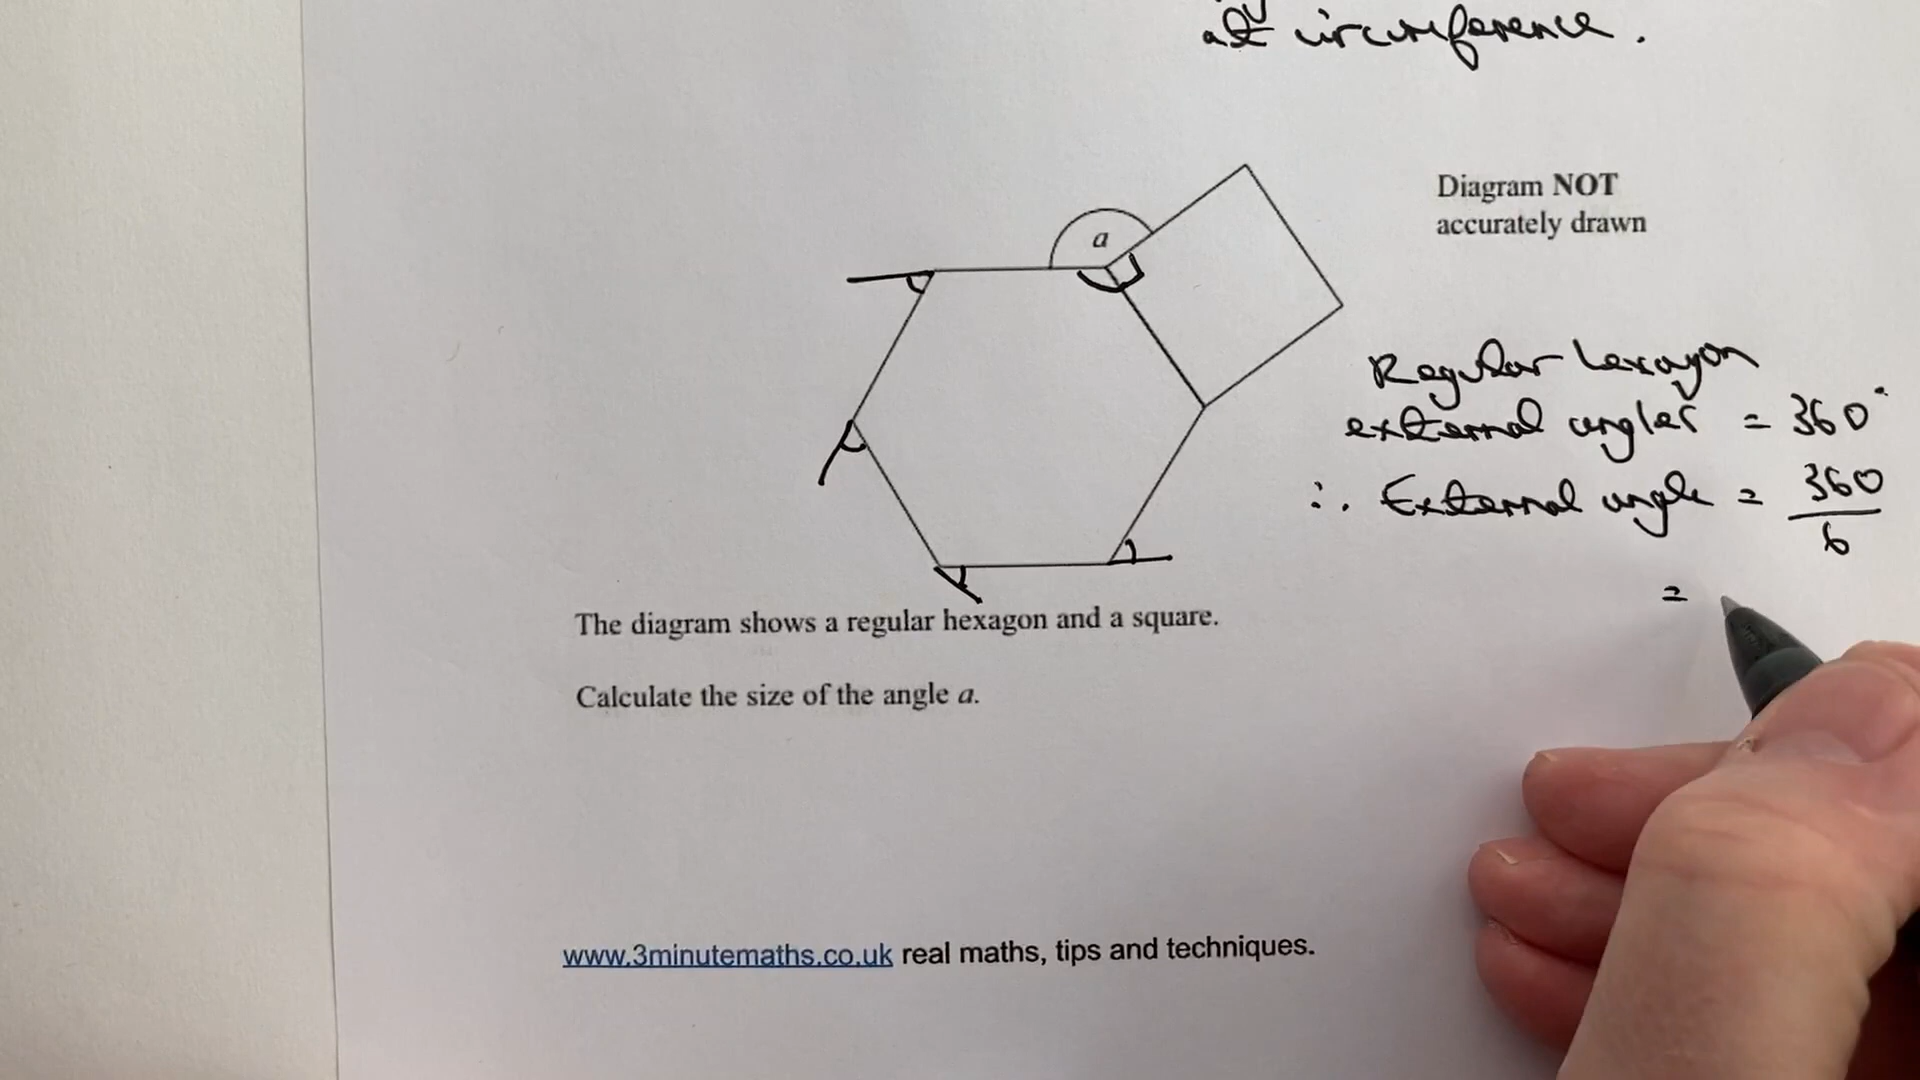 at circumference.
Diagram NOT
accurately drawn
a
Regular hexagon
external angles = 360°
∴ External angle = 360
6
=
The diagram shows a regular hexagon and a square.
Calculate the size of the angle a.
www.3minutemaths.co.uk real maths, tips and techniques.